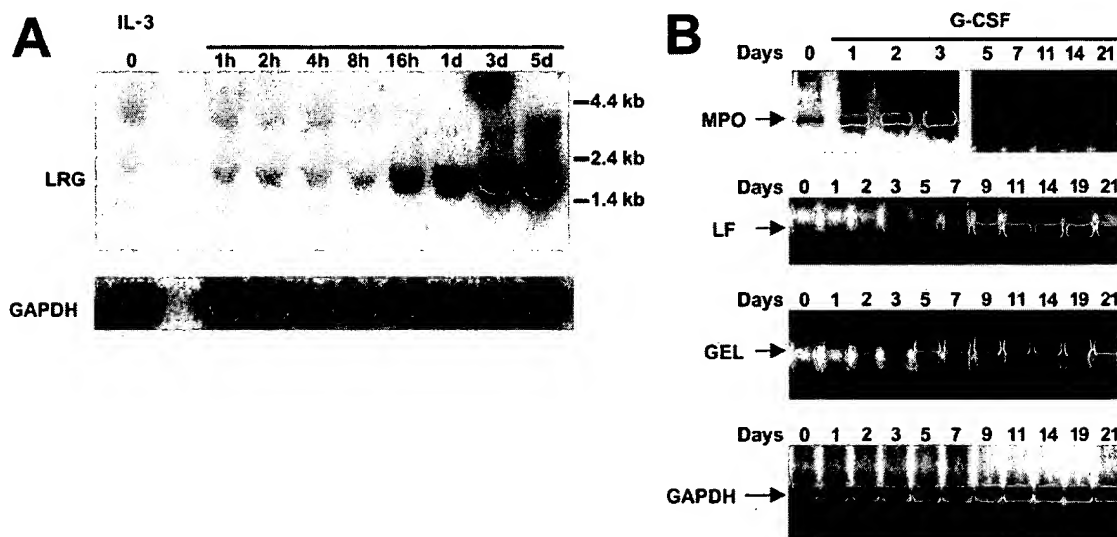 A
IL-3
0 1h 2h 4h 8h 16h 1d 3d 5d
4.4 kb
2.4 kb
LRG
1.4 kb
GAPDH
B
G-CSF
Days 0 1 2 3 5 7 11 14 21
MPO
Days 0 1 2 3 5 7 9 11 14 19 21
LF
Days 0 1 2 3 5 7 9 11 14 19 21
GEL
Days 0 1 2 3 5 7 9 11 14 19 21
GAPDH